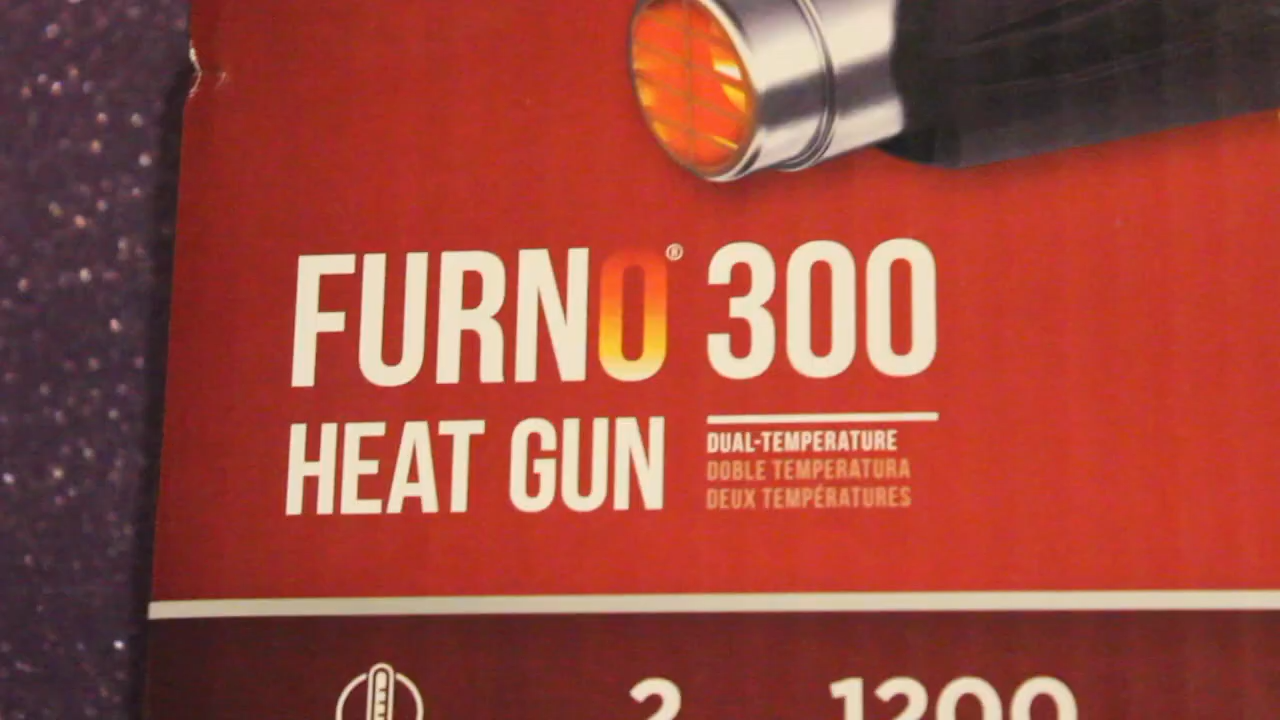 FURNO® 300
HEAT GUN
DUAL-TEMPERATURE
DOBLE TEMPERATURA
DEUX TEMPÉRATURES
2 1200